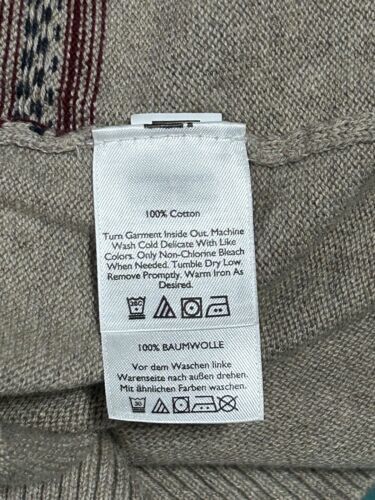 100% Cotton
Turn Garment Inside Out. Machine
Wash Cold Delicate With Like
Colors. Only Non-Chlorine Bleach
When Needed. Tumble Dry Low.
Remove Promptly. Warm Iron As
Desired.
100% BAUMWOLLE
Vor dem Waschen linke
Warenseite nach außen drehen.
Mit ähnlichen Farben waschen.